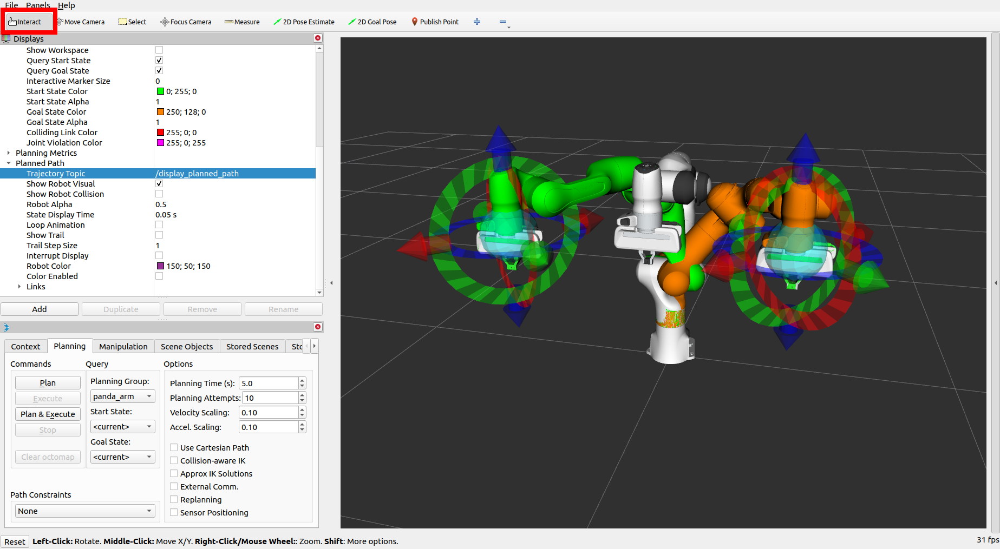 File Panels Help
Interact Move Camera Select Focus Camera Measure 2D Pose Estimate 2D Goal Pose Publish Point
Displays
Show Workspace
Query Start State
Query Goal State
Interactive Marker Size 0
Start State Color 0; 255; 0
Start State Alpha 1
Goal State Color 250; 128; 0
Goal State Alpha 1
Colliding Link Color 255; 0; 0
Joint Violation Color 255; 0; 255
Planning Metrics
Planned Path
Trajectory Topic /display_planned_path
Show Robot Visual
Show Robot Collision
Robot Alpha 0.5
State Display Time 0.05 s
Loop Animation
Show Trail
Trail Step Size 1
Interrupt Display
Robot Color 150; 50; 150
Color Enabled
Links
Add Duplicate Remove Rename
Context Planning Manipulation Scene Objects Stored Scenes Sto
Commands
Plan
Execute
Plan & Execute
Stop
Clear octomap
Query
Planning Group:
panda_arm
Start State:
<current>
Goal State:
<current>
Options
Planning Time (s): 5.0
Planning Attempts: 10
Velocity Scaling: 0.10
Accel. Scaling: 0.10
Use Cartesian Path
Collision-aware IK
Approx IK Solutions
External Comm.
Replanning
Sensor Positioning
Path Constraints
None
Reset Left-Click: Rotate. Middle-Click: Move X/Y. Right-Click/Mouse Wheel:: Zoom. Shift: More options. 31 fps